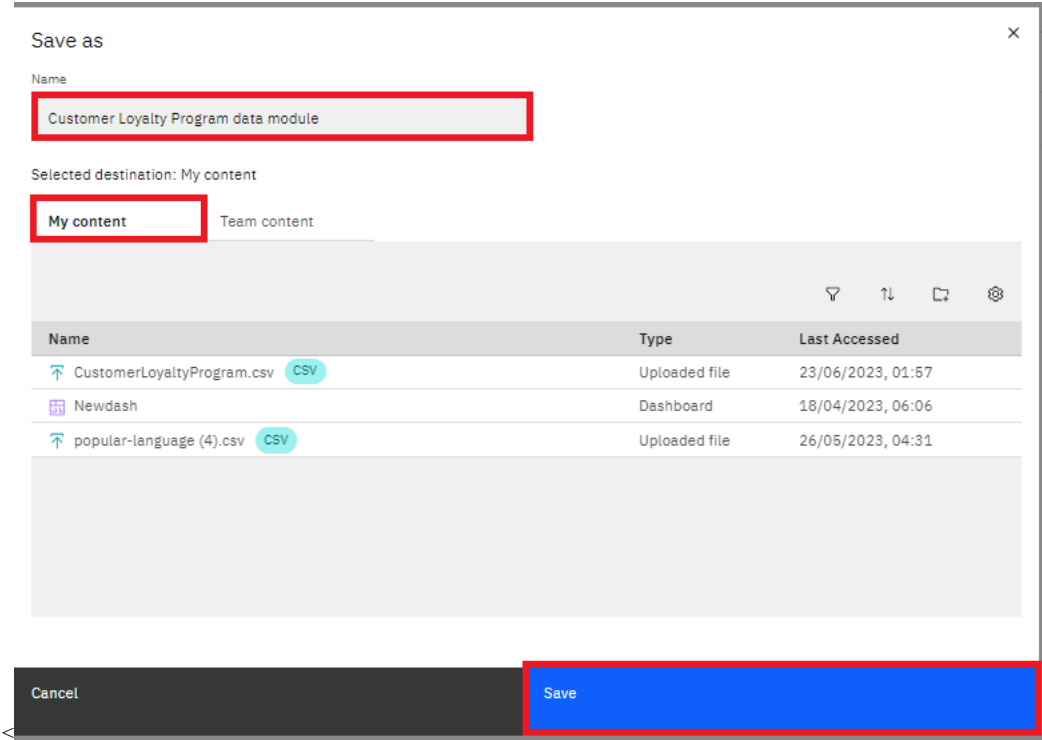 Save as
Name
Customer Loyalty Program data module
Selected destination: My content
My content Team content
Name Type Last Accessed
CustomerLoyaltyProgram.csv CSV Uploaded file 23/06/2023, 01:57
Newdash Dashboard 18/04/2023, 06:06
popular-language (4).csv CSV Uploaded file 26/05/2023, 04:31
Cancel Save
<